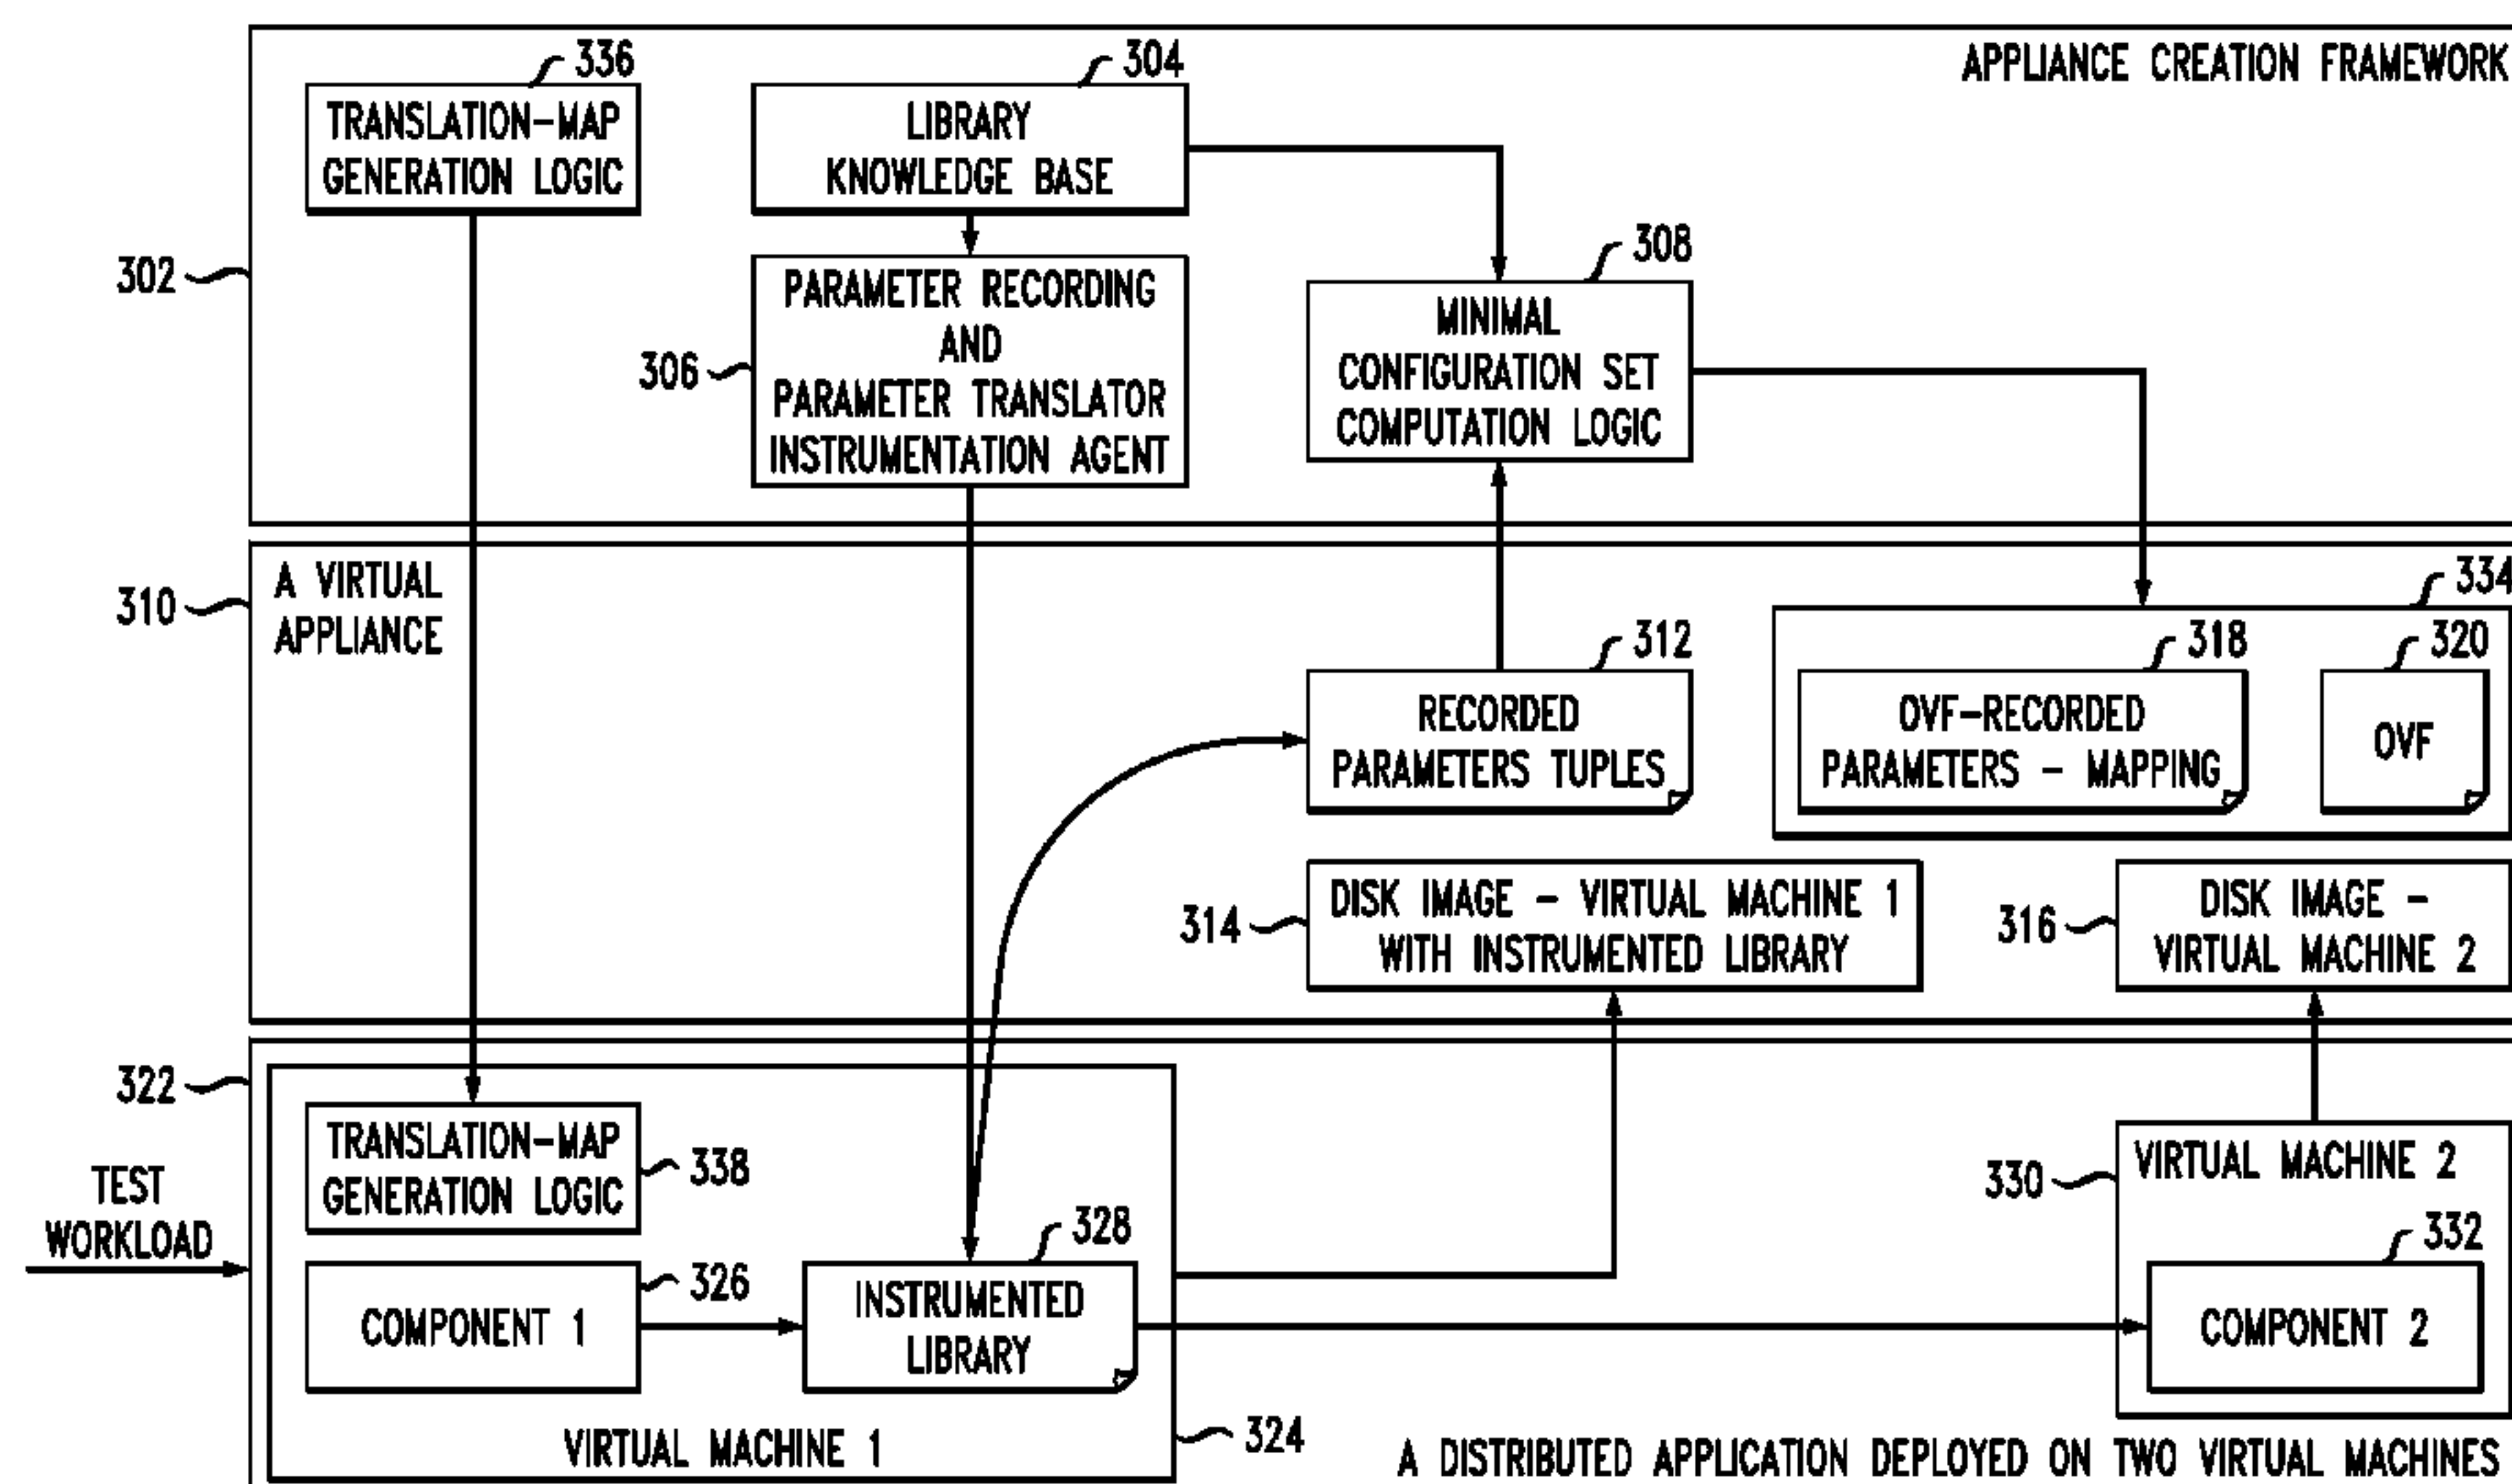 APPLIANCE CREATION FRAMEWORK
336
304
TRANSLATION-MAP
GENERATION LOGIC
LIBRARY
KNOWLEDGE BASE
302
308
306
PARAMETER RECORDING
AND
PARAMETER TRANSLATOR
INSTRUMENTATION AGENT
MINIMAL
CONFIGURATION SET
COMPUTATION LOGIC
310
A VIRTUAL
APPLIANCE
334
312
318
320
RECORDED
PARAMETERS TUPLES
OVF-RECORDED
PARAMETERS - MAPPING
OVF
314
DISK IMAGE - VIRTUAL MACHINE 1
WITH INSTRUMENTED LIBRARY
316
DISK IMAGE -
VIRTUAL MACHINE 2
322
TRANSLATION-MAP
GENERATION LOGIC
338
TEST
WORKLOAD
330
VIRTUAL MACHINE 2
326
328
332
COMPONENT 1
INSTRUMENTED
LIBRARY
COMPONENT 2
VIRTUAL MACHINE 1
324
A DISTRIBUTED APPLICATION DEPLOYED ON TWO VIRTUAL MACHINES